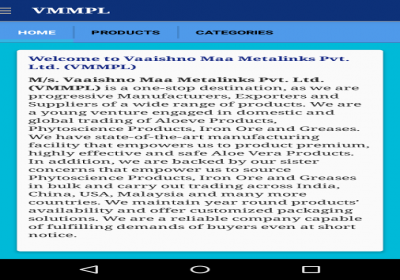 VMMPL
HOME PRODUCTS CATEGORIES
Welcome to Vaaishno Maa Metalinks Pvt.
Ltd. (VMMPL)
M/s. Vaaishno Maa Metalinks Pvt. Ltd.
(VMMPL) is a one-stop destination, as we are
progressive Manufacturers, Exporters and
Suppliers of a wide range of products. We are
a young venture engaged in domestic and
global trading of Aloeve Products,
Phytoscience Products, Iron Ore and Greases.
We have state-of-the-art manufacturing
facility that empowers us to product premium,
highly effective and safe Aloe Vera Products.
In addition, we are backed by our sister
concerns that empower us to source
Phytoscience Products, Iron Ore and Greases
in bulk and carry out trading across India,
China, USA, Malaysia and many more
countries. We maintain year round products'
availability and offer customized packaging
solutions. We are a reliable company capable
of fulfilling demands of buyers even at short
notice.